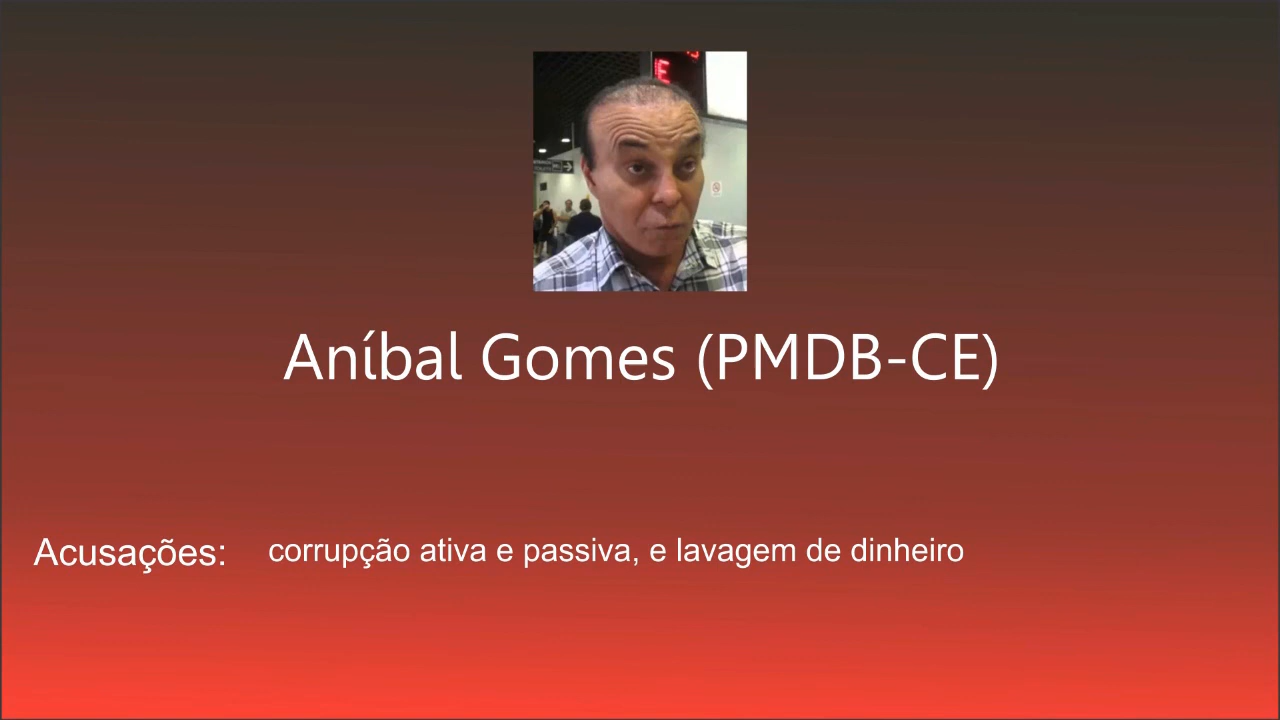 Aníbal Gomes (PMDB-CE)
Acusações: corrupção ativa e passiva, e lavagem de dinheiro